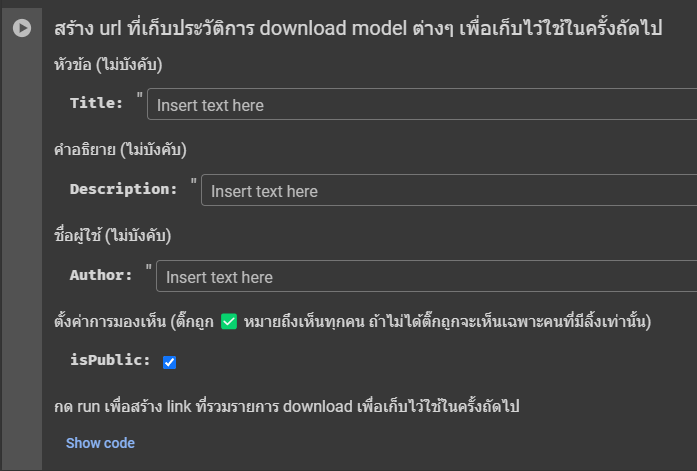 สร้าง url ที่เก็บประวัติการ download model ต่างๆ เพื่อเก็บไว้ใช้ในครั้งถัดไป
หัวข้อ (ไม่บังคับ)
Title: " Insert text here
คำอธิยาย (ไม่บังคับ)
Description: " Insert text here
ชื่อผู้ใช้ (ไม่บังคับ)
Author: " Insert text here
ตั้งค่าการมองเห็น (ติ๊กถูก ✅ หมายถึงเห็นทุกคน ถ้าไม่ได้ติ๊กถูกจะเห็นเฉพาะคนที่มีลิ้งเท่านั้น)
isPublic:
กด run เพื่อสร้าง link ที่รวมรายการ download เพื่อเก็บไว้ใช้ในครั้งถัดไป
Show code